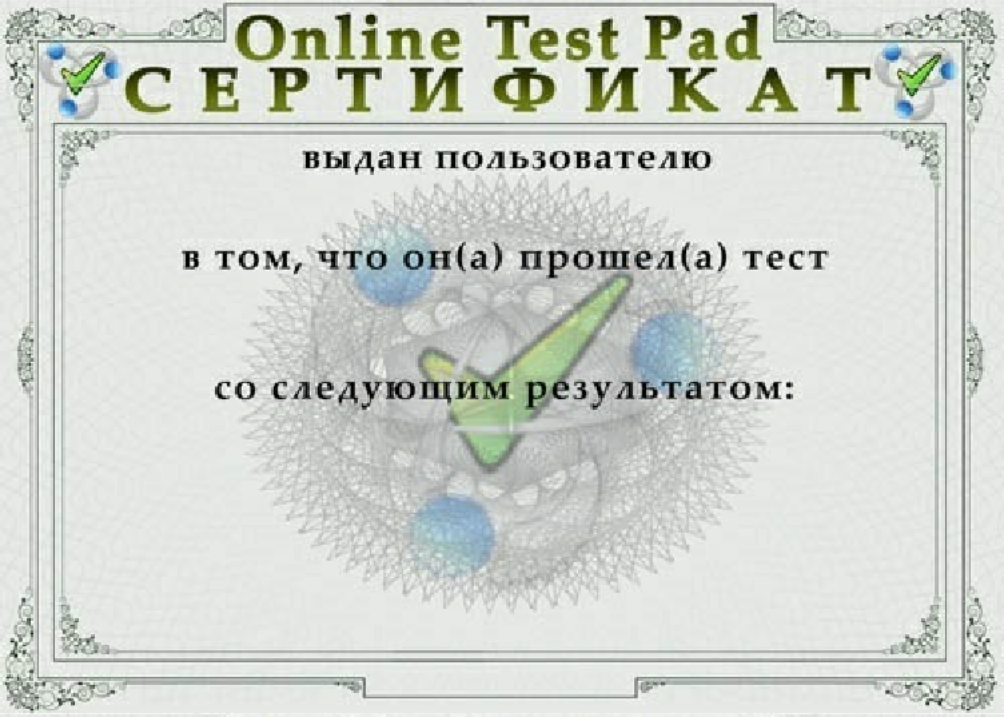 Online Test Pad
СЕРТИФИКАТ
выдан пользователю
в том, что он(а) прошел(а) тест
со следующим результатом: